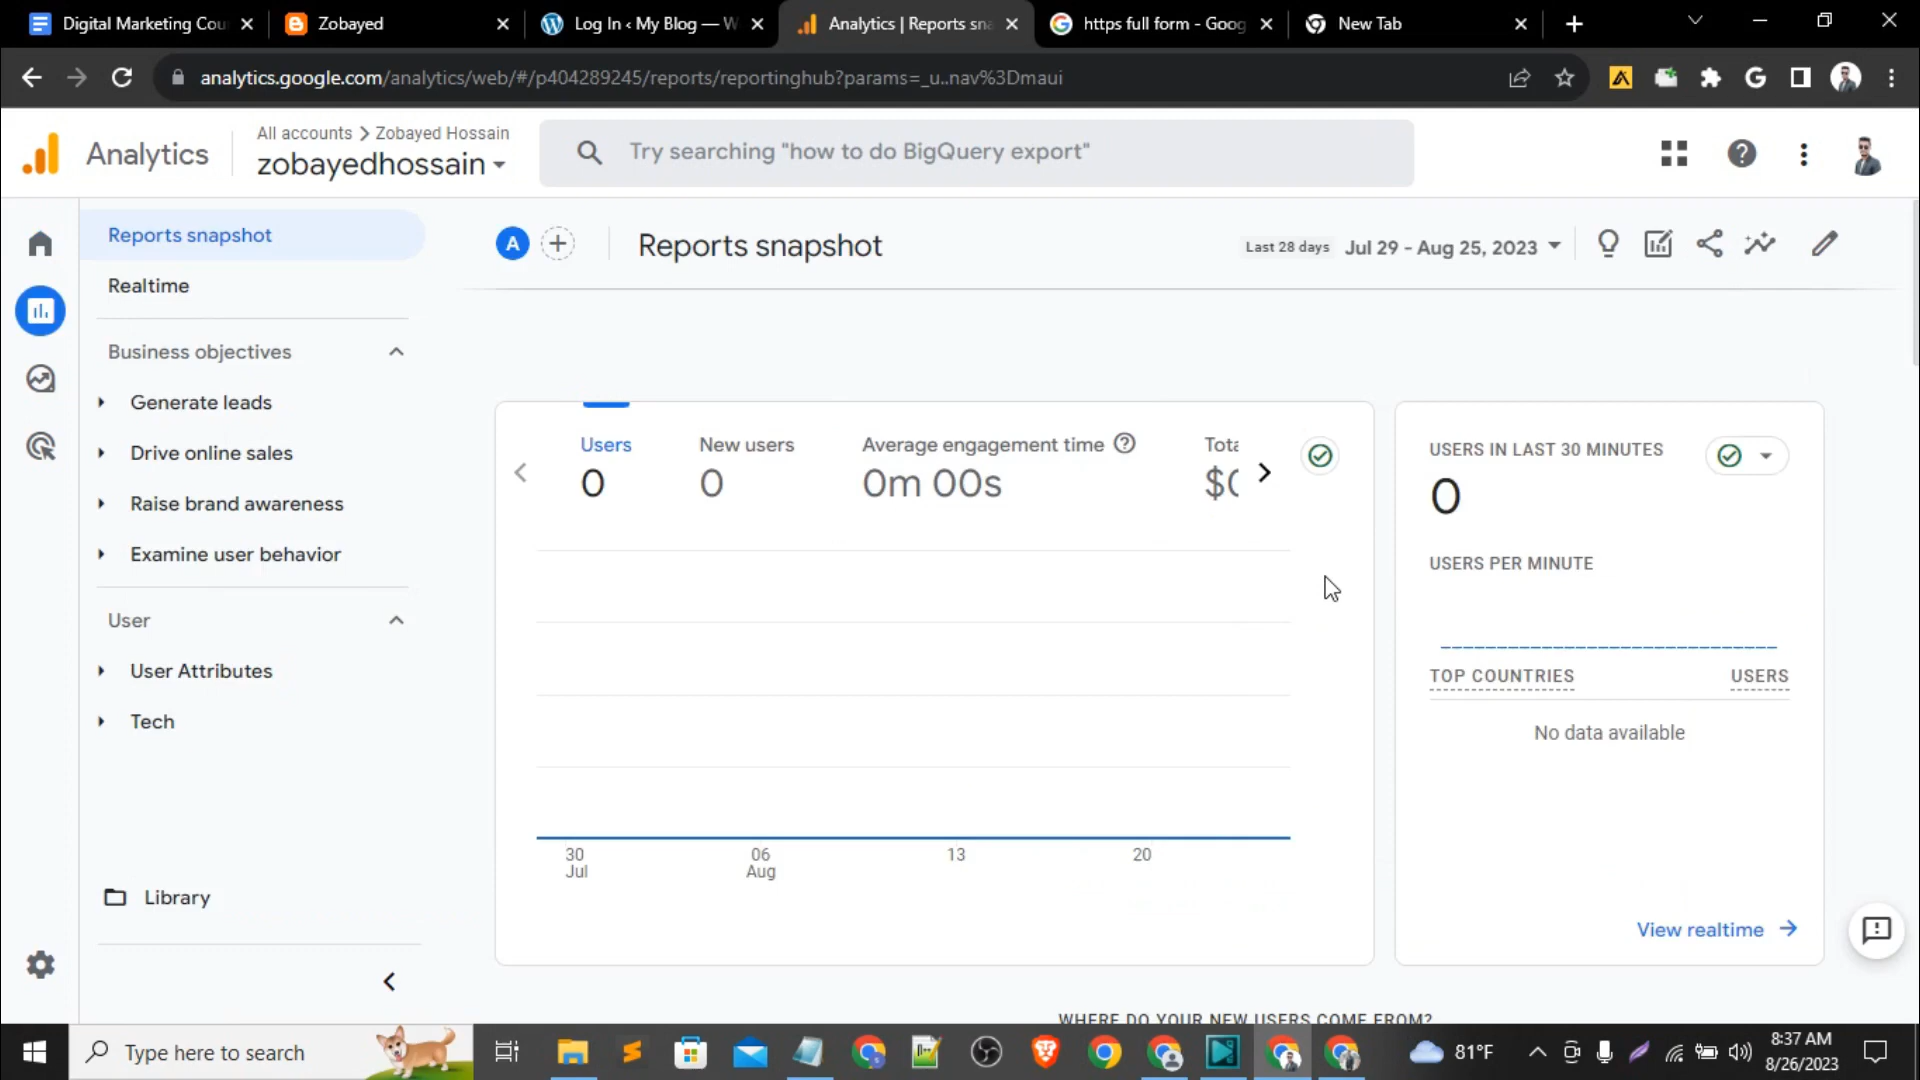 Digital Marketing Cou
Zobayed
Log In ‹ My Blog — W
Analytics | Reports sna
https full form - Goog
New Tab
analytics.google.com/analytics/web/#/p404289245/reports/reportinghub?params=_u..nav%3Dmaui
Analytics
All accounts > Zobayed Hossain
zobayedhossain
Try searching "how to do BigQuery export"
Reports snapshot
Realtime
Business objectives
Generate leads
Drive online sales
Raise brand awareness
Examine user behavior
User
User Attributes
Tech
Library
A
Reports snapshot
Last 28 days Jul 29 - Aug 25, 2023
Users
0
New users
0
Average engagement time
0m 00s
Tota
$0
30
Jul
06
Aug
13
20
USERS IN LAST 30 MINUTES
0
USERS PER MINUTE
TOP COUNTRIES USERS
No data available
View realtime
WHERE DO YOUR NEW USERS COME FROM?
Type here to search
81°F
8:37 AM
8/26/2023